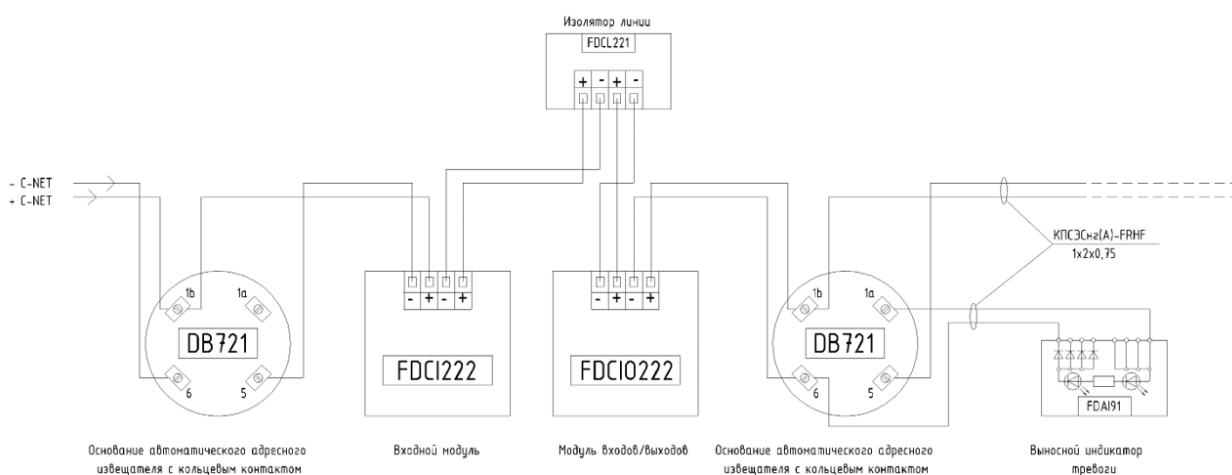 Изолятор линии
FDCL221
+ - + -
- C-NET
+ C-NET
КПСЭСнг(А)-FRHF
1x2x0,75
1b 1a
DB721
6 5
- + - +
FDCI222
- + - +
FDCIO222
1b 1a
DB721
6 5
FDAI91
Основание автоматического адресного
извещателя с кольцевым контактом
Входной модуль
Модуль входов/выходов
Основание автоматического адресного
извещателя с кольцевым контактом
Выносной индикатор
тревоги